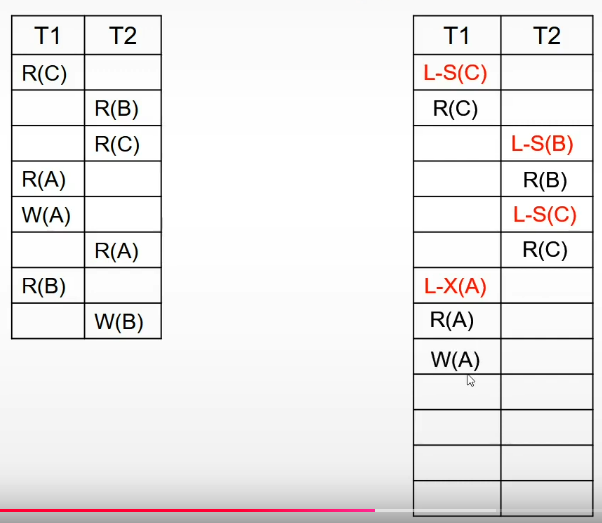 T1 T2
R(C)
R(B)
R(C)
R(A)
W(A)
R(A)
R(B)
W(B)
T1 T2
L-S(C)
R(C)
L-S(B)
R(B)
L-S(C)
R(C)
L-X(A)
R(A)
W(A)